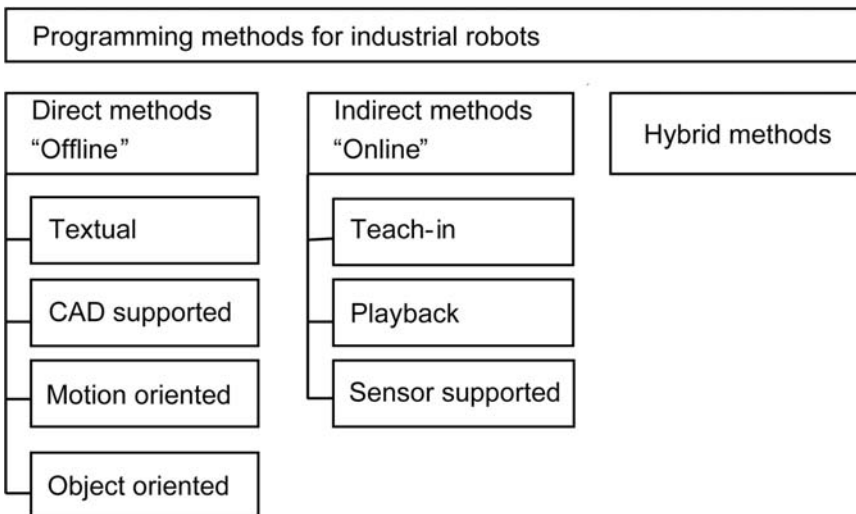 Programming methods for industrial robots
Direct methods
“Offline”
Textual
CAD supported
Motion oriented
Object oriented
Indirect methods
“Online”
Teach-in
Playback
Sensor supported
Hybrid methods